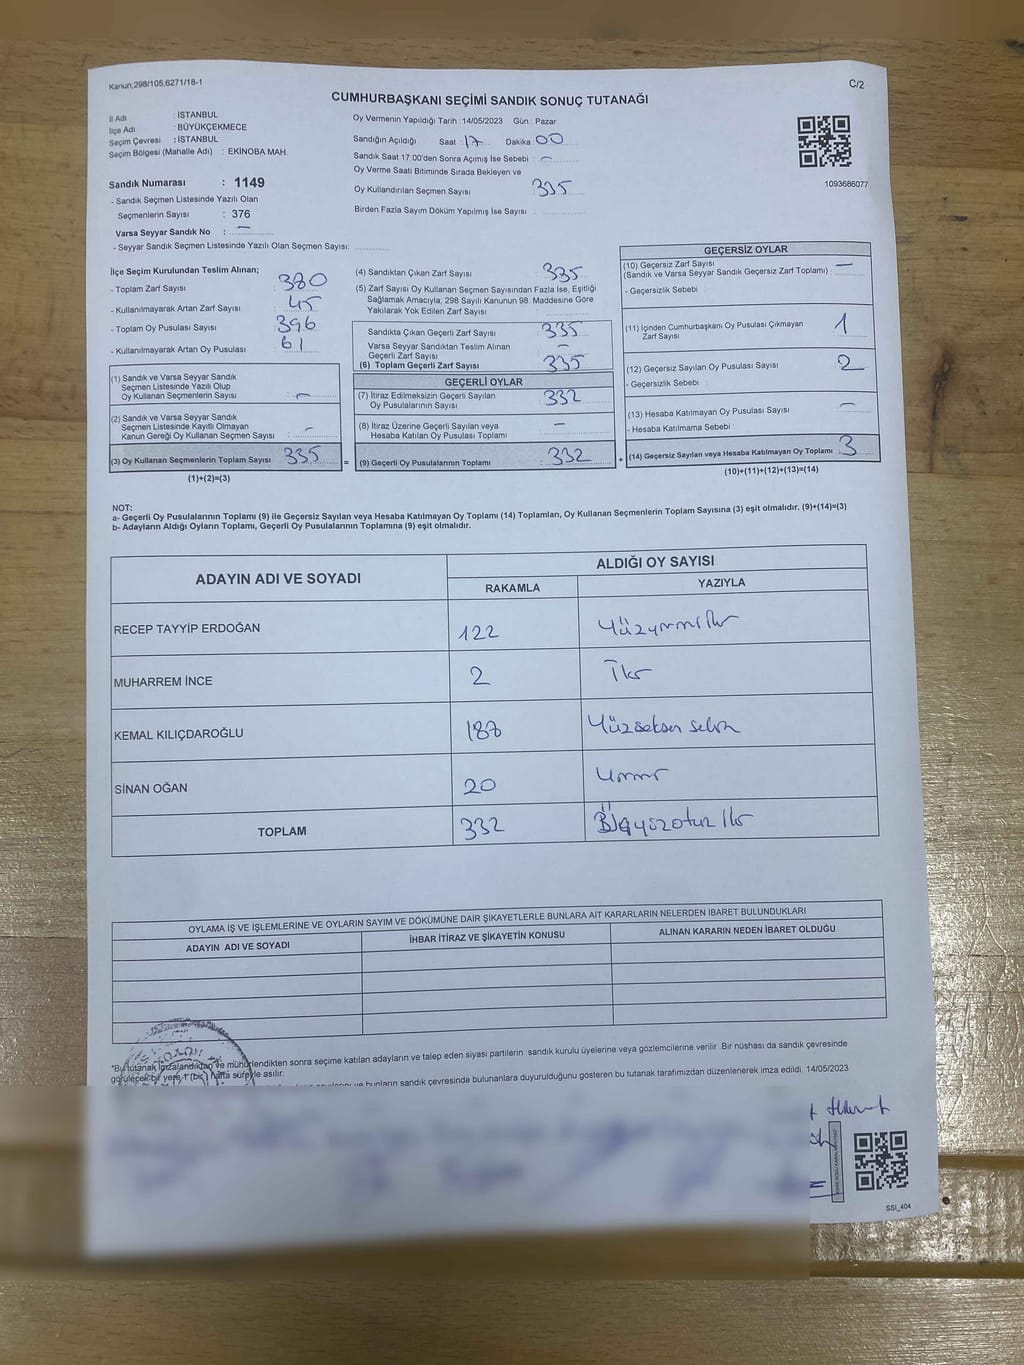 Kanun:298/105,6271/18-1
C/2
CUMHURBAŞKANI SEÇİMİ SANDIK SONUÇ TUTANAĞI
İl Adı : İSTANBUL
İlçe Adı : BÜYÜKÇEKMECE
Seçim Çevresi : İSTANBUL
Seçim Bölgesi (Mahalle Adı) : EKİNOBA MAH.
Sandık Numarası : 1149
- Sandık Seçmen Listesinde Yazılı Olan
Seçmenlerin Sayısı : 376
Varsa Seyyar Sandık No : —
- Seyyar Sandık Seçmen Listesinde Yazılı Olan Seçmen Sayısı:
Oy Vermenin Yapıldığı Tarih : 14/05/2023 Gün : Pazar
Sandığın Açıldığı Saat : 17 Dakika : 00
Sandık Saat 17:00'den Sonra Açımış İse Sebebi : —
Oy Verme Saati Bitiminde Sırada Bekleyen ve
Oy Kullandırılan Seçmen Sayısı : 335
Birden Fazla Sayım Döküm Yapılmış İse Sayısı :
1093686077
İlçe Seçim Kurulundan Teslim Alınan;
- Toplam Zarf Sayısı : 380
- Kullanılmayarak Artan Zarf Sayısı : 45
- Toplam Oy Pusulası Sayısı : 396
- Kullanılmayarak Artan Oy Pusulası : 61
(1) Sandık ve Varsa Seyyar Sandık
Seçmen Listesinde Yazılı Olup
Oy Kullanan Seçmenlerin Sayısı : —
(2) Sandık ve Varsa Seyyar Sandık
Seçmen Listesinde Kayıtlı Olmayan
Kanun Gereği Oy Kullanan Seçmen Sayısı : —
(3) Oy Kullanan Seçmenlerin Toplam Sayısı : 335
(1)+(2)=(3)
=
(4) Sandıktan Çıkan Zarf Sayısı : 335
(5) Zarf Sayısı Oy Kullanan Seçmen Sayısından Fazla İse, Eşitliği
Sağlamak Amacıyla; 298 Sayılı Kanunun 98. Maddesine Göre
Yakılarak Yok Edilen Zarf Sayısı :
Sandıkta Çıkan Geçerli Zarf Sayısı : 335
Varsa Seyyar Sandıktan Teslim Alınan
Geçerli Zarf Sayısı : —
(6) Toplam Geçerli Zarf Sayısı : 335
GEÇERLİ OYLAR
(7) İtiraz Edilmeksizin Geçerli Sayılan
Oy Pusulalarının Sayısı : 332
(8) İtiraz Üzerine Geçerli Sayılan veya
Hesaba Katılan Oy Pusulası Toplamı : —
(9) Geçerli Oy Pusulalarının Toplamı : 332
+
GEÇERSİZ OYLAR
(10) Geçersiz Zarf Sayısı : —
(Sandık ve Varsa Seyyar Sandık Geçersiz Zarf Toplamı)
- Geçersizlik Sebebi :
(11) İçinden Cumhurbaşkanı Oy Pusulası Çıkmayan
Zarf Sayısı : 1
(12) Geçersiz Sayılan Oy Pusulası Sayısı : 2
- Geçersizlik Sebebi :
(13) Hesaba Katılmayan Oy Pusulası Sayısı : —
- Hesaba Katılmama Sebebi :
(14) Geçersiz Sayılan veya Hesaba Katılmayan Oy Toplamı : 3
(10)+(11)+(12)+(13)=(14)
NOT:
a- Geçerli Oy Pusulalarının Toplamı (9) ile Geçersiz Sayılan veya Hesaba Katılmayan Oy Toplamı (14) Toplamları, Oy Kullanan Seçmenlerin Toplam Sayısına (3) eşit olmalıdır. (9)+(14)=(3)
b- Adayların Aldığı Oyların Toplamı, Geçerli Oy Pusulalarının Toplamına (9) eşit olmalıdır.
ADAYIN ADI VE SOYADI ALDIĞI OY SAYISI
RAKAMLA YAZIYLA
RECEP TAYYİP ERDOĞAN 122 Yüzyirmi İki
MUHARREM İNCE 2 İki
KEMAL KILIÇDAROĞLU 188 Yüzseksen sekiz
SİNAN OĞAN 20 Yirmi
TOPLAM 332 Üçyüzotuz İki
OYLAMA İŞ VE İŞLEMLERİNE VE OYLARIN SAYIM VE DÖKÜMÜNE DAİR ŞİKAYETLERLE BUNLARA AİT KARARLARIN NELERDEN İBARET BULUNDUKLARI
ADAYIN ADI VE SOYADI İHBAR İTİRAZ VE ŞİKAYETİN KONUSU ALINAN KARARIN NEDEN İBARET OLDUĞU
*Bu tutanak imzalandıktan ve mühürlendikten sonra seçime katılan adayların ve talep eden siyasi partilerin sandık kurulu üyelerine veya gözlemcilerine verilir .Bir nüshası da sandık çevresinde
görülecek bir yere 1 (bir) hafta süreyle asılır.
ve bunların sandık çevresinde bulunanlara duyurulduğunu gösteren bu tutanak tarafımızdan düzenlenerek imza edildi. 14/05/2023
SSİ_404